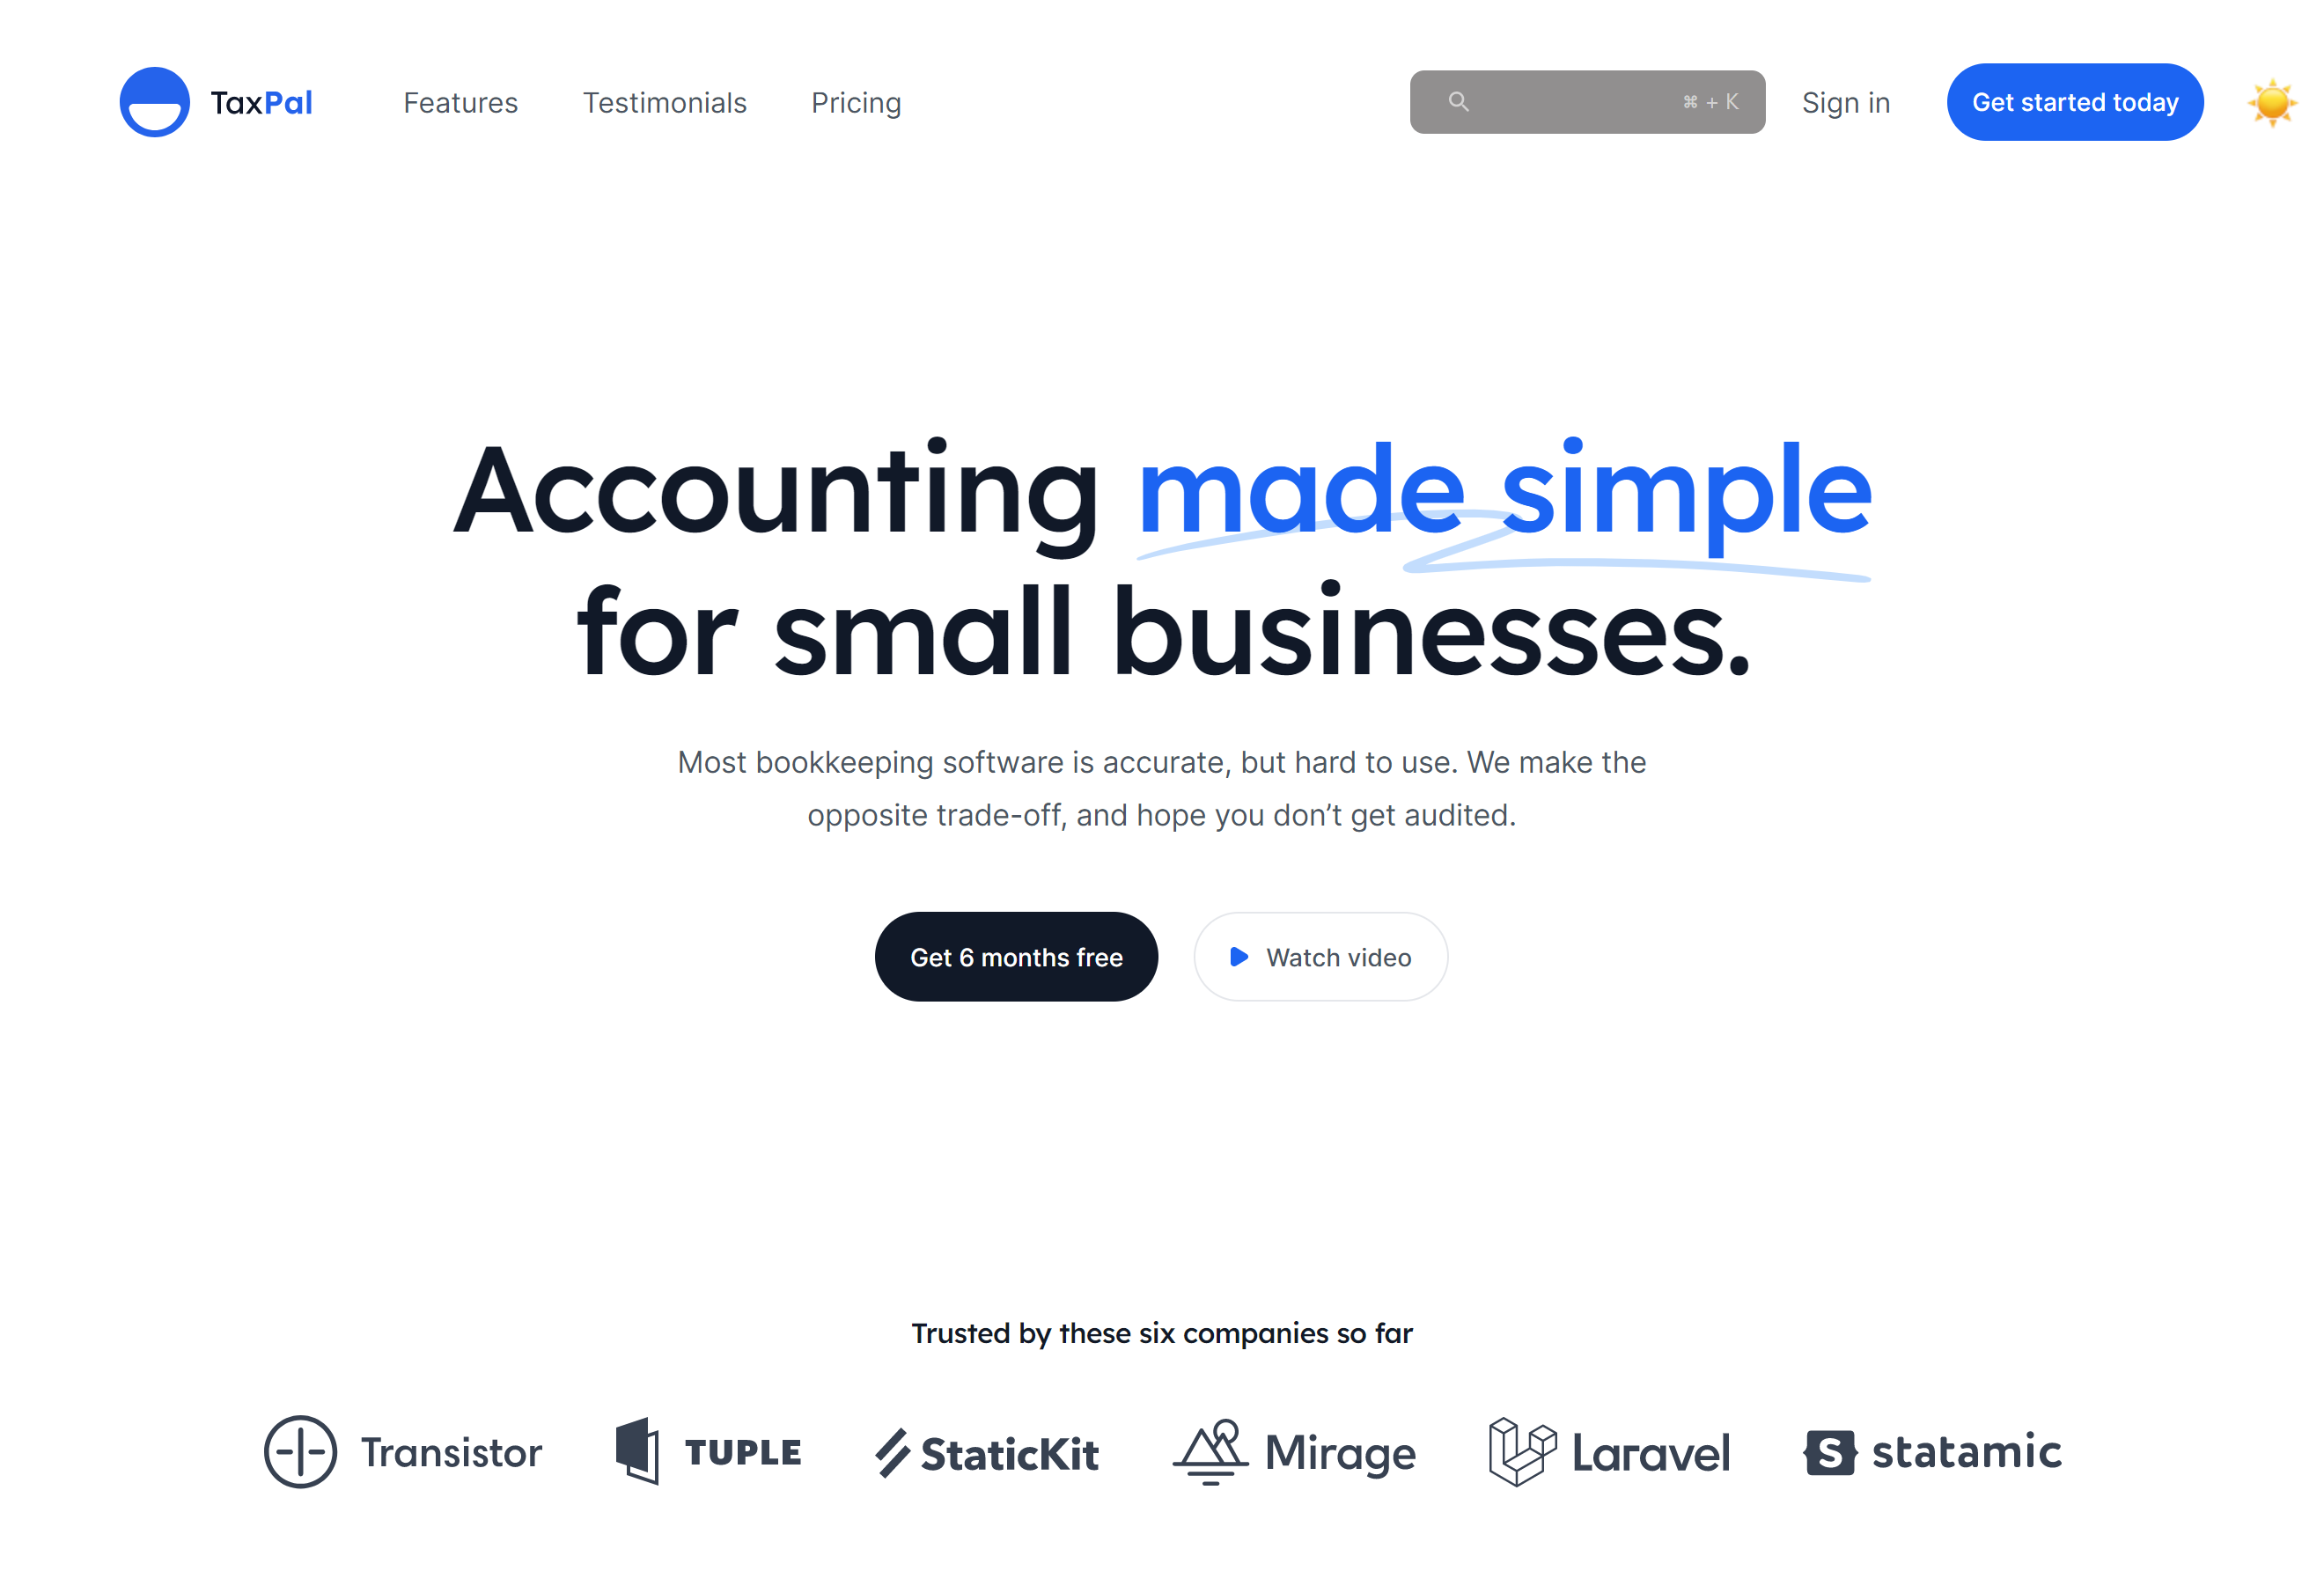 TaxPal Features Testimonials Pricing ⌘ + K Sign in Get started today
Accounting made simple
for small businesses.
Most bookkeeping software is accurate, but hard to use. We make the
opposite trade-off, and hope you don’t get audited.
Get 6 months free Watch video
Trusted by these six companies so far
Transistor TUPLE StaticKit Mirage Laravel S statamic